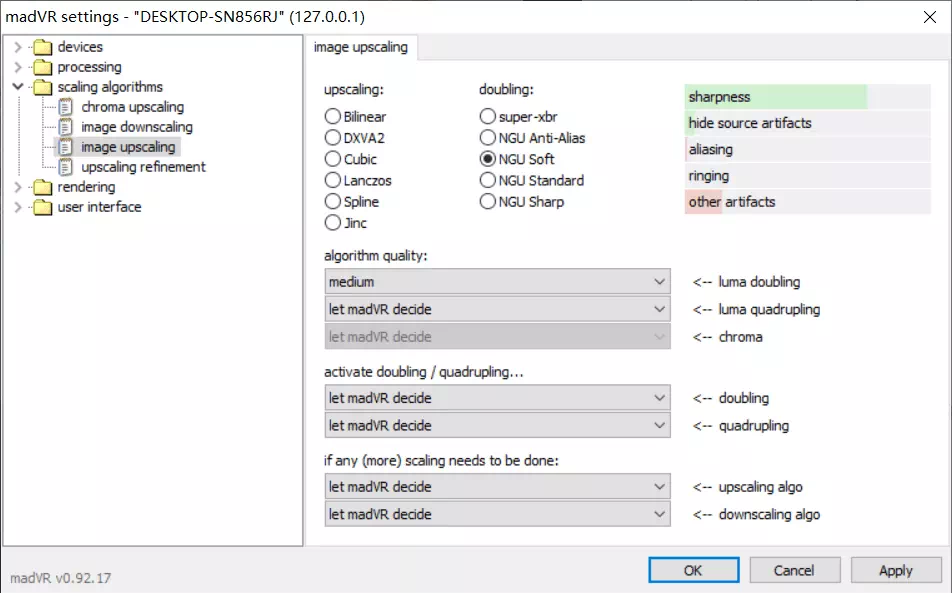 madVR settings - "DESKTOP-SN856RJ" (127.0.0.1)
devices
processing
scaling algorithms
chroma upscaling
image downscaling
image upscaling
upscaling refinement
rendering
user interface
image upscaling
upscaling:
Bilinear
DXVA2
Cubic
Lanczos
Spline
Jinc
doubling:
super-xbr
NGU Anti-Alias
NGU Soft
NGU Standard
NGU Sharp
sharpness
hide source artifacts
aliasing
ringing
other artifacts
algorithm quality:
medium <-- luma doubling
let madVR decide <-- luma quadrupling
let madVR decide <-- chroma
activate doubling / quadrupling...
let madVR decide <-- doubling
let madVR decide <-- quadrupling
if any (more) scaling needs to be done:
let madVR decide <-- upscaling algo
let madVR decide <-- downscaling algo
madVR v0.92.17
OK Cancel Apply